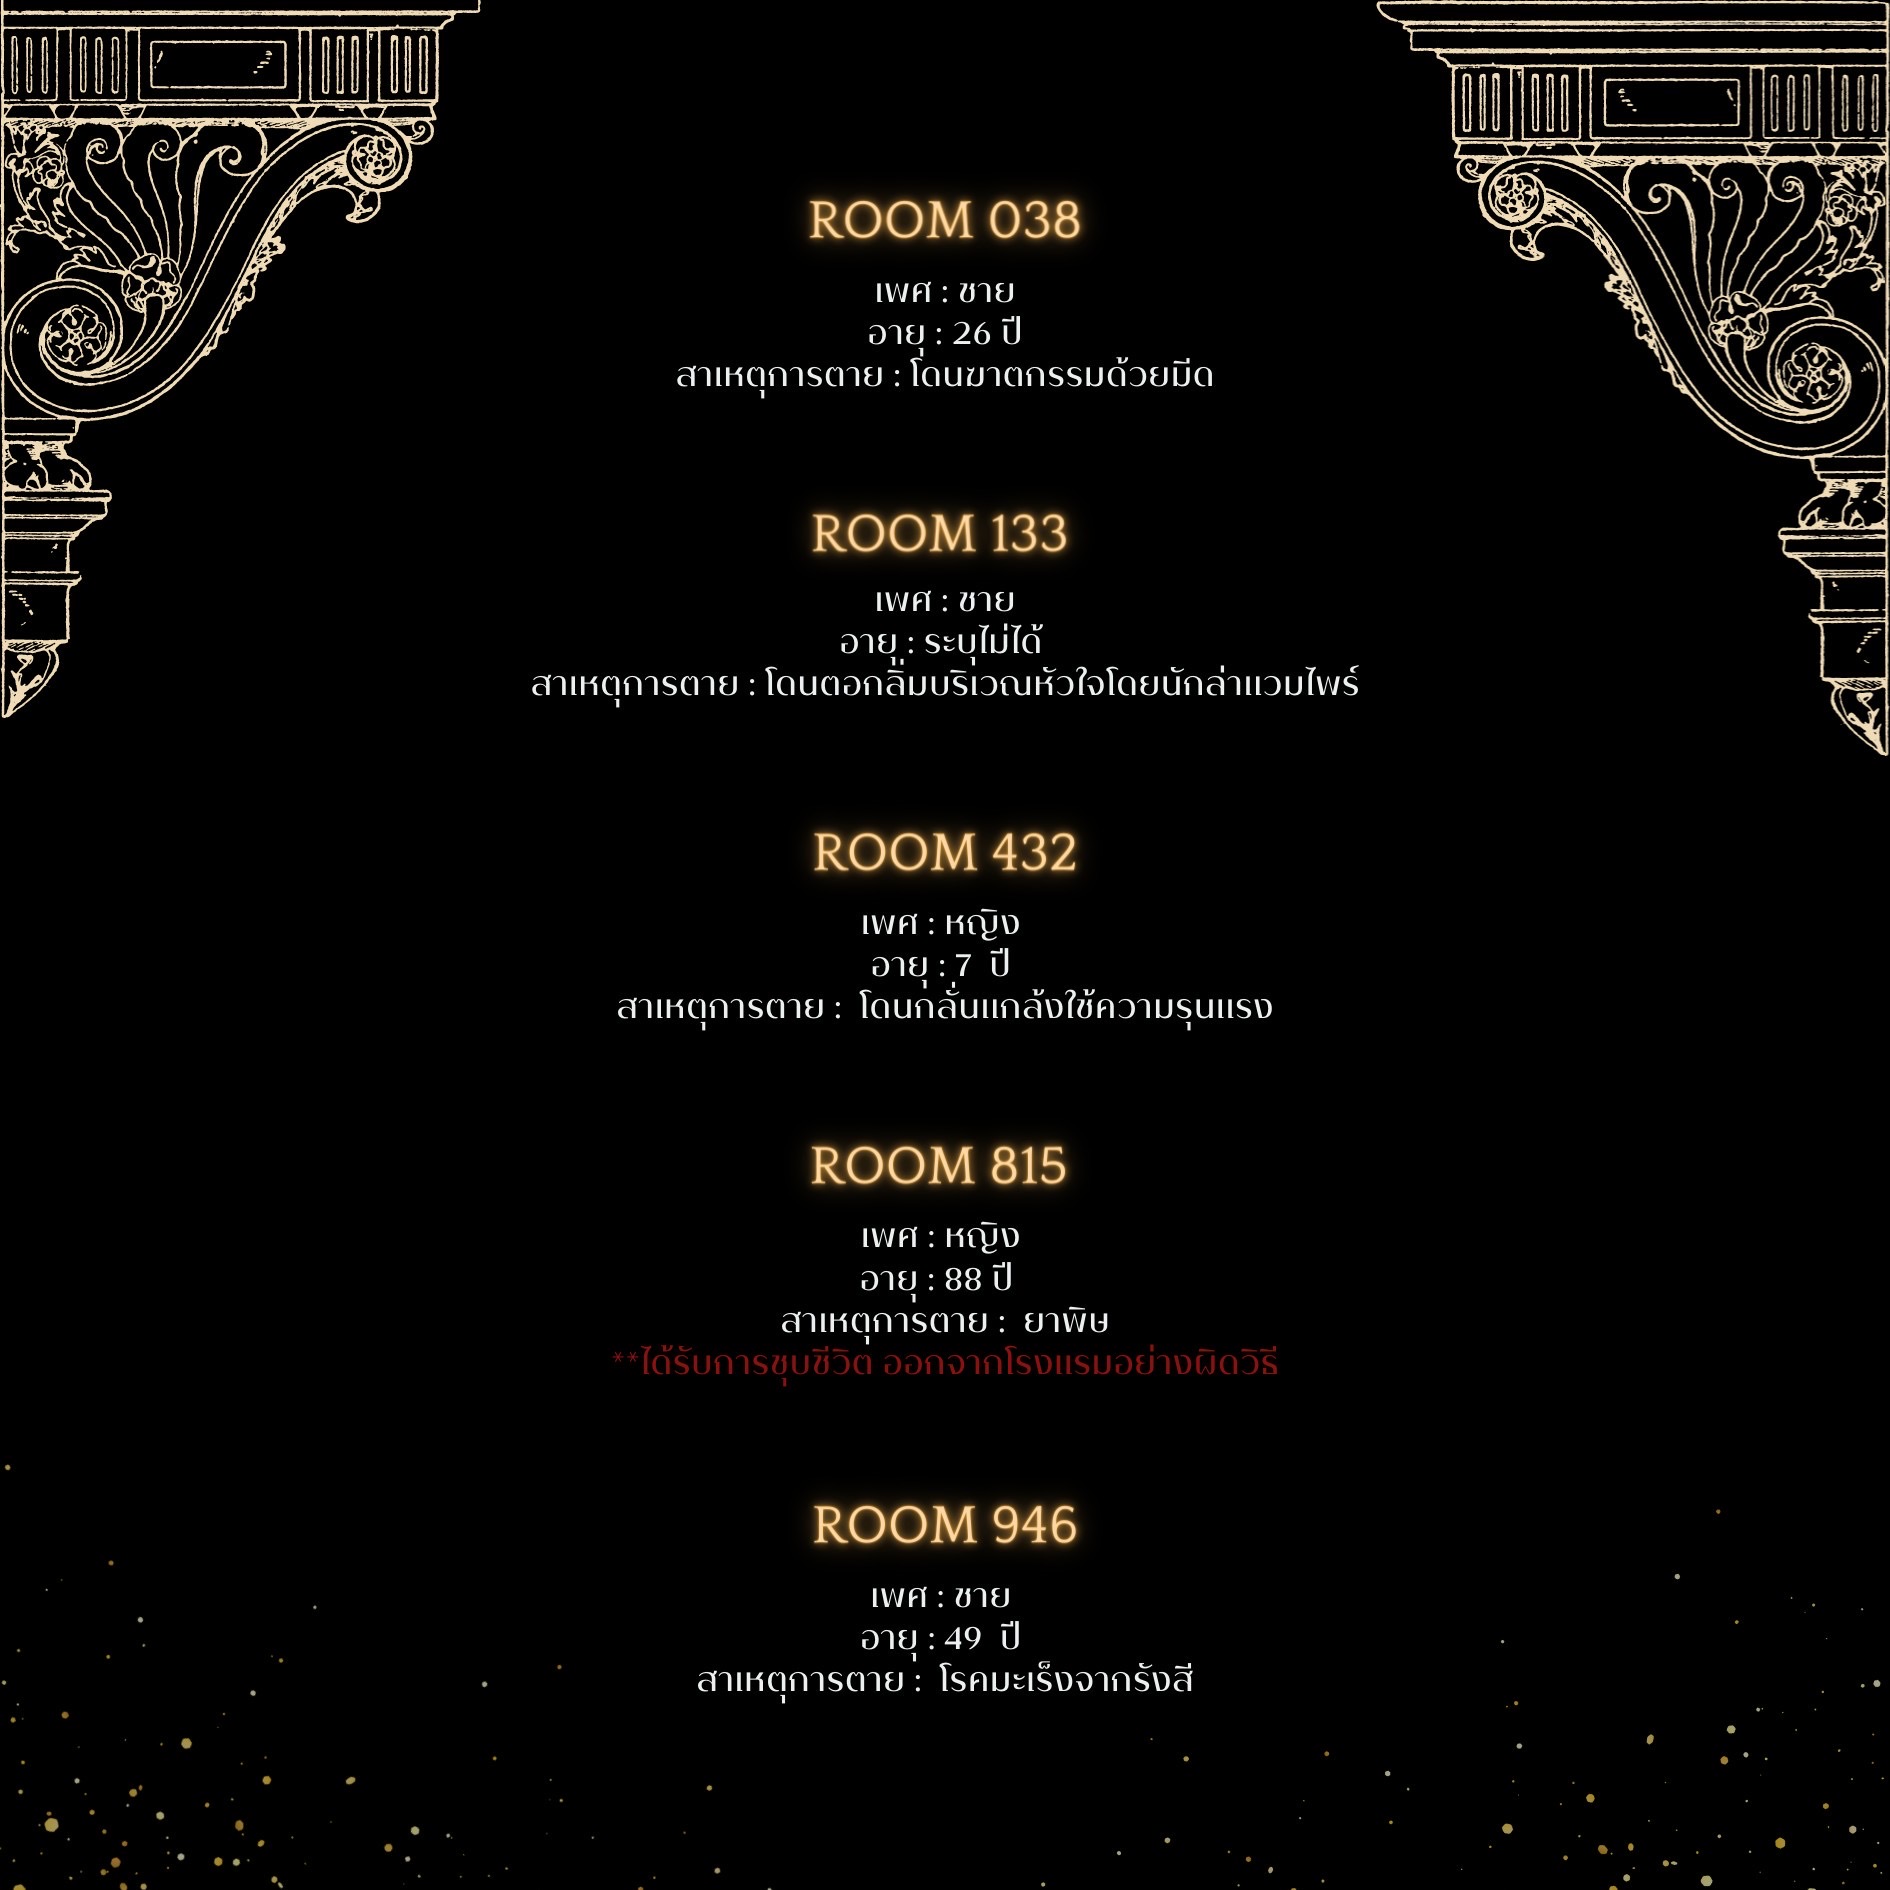 ROOM 038
เพศ : ชาย
อายุ : 26 ปี
สาเหตุการตาย : โดนฆาตกรรมด้วยมีด
ROOM 133
เพศ : ชาย
อายุ : ระบุไม่ได้
สาเหตุการตาย : โดนตอกลิ่มบริเวณหัวใจโดยนักล่าแวมไพร์
ROOM 432
เพศ : หญิง
อายุ : 7 ปี
สาเหตุการตาย : โดนกลั่นแกล้งใช้ความรุนแรง
ROOM 815
เพศ : หญิง
อายุ : 88 ปี
สาเหตุการตาย : ยาพิษ
**ได้รับการชุบชีวิต ออกจากโรงแรมอย่างผิดวิธี
ROOM 946
เพศ : ชาย
อายุ : 49 ปี
สาเหตุการตาย : โรคมะเร็งจากรังสี